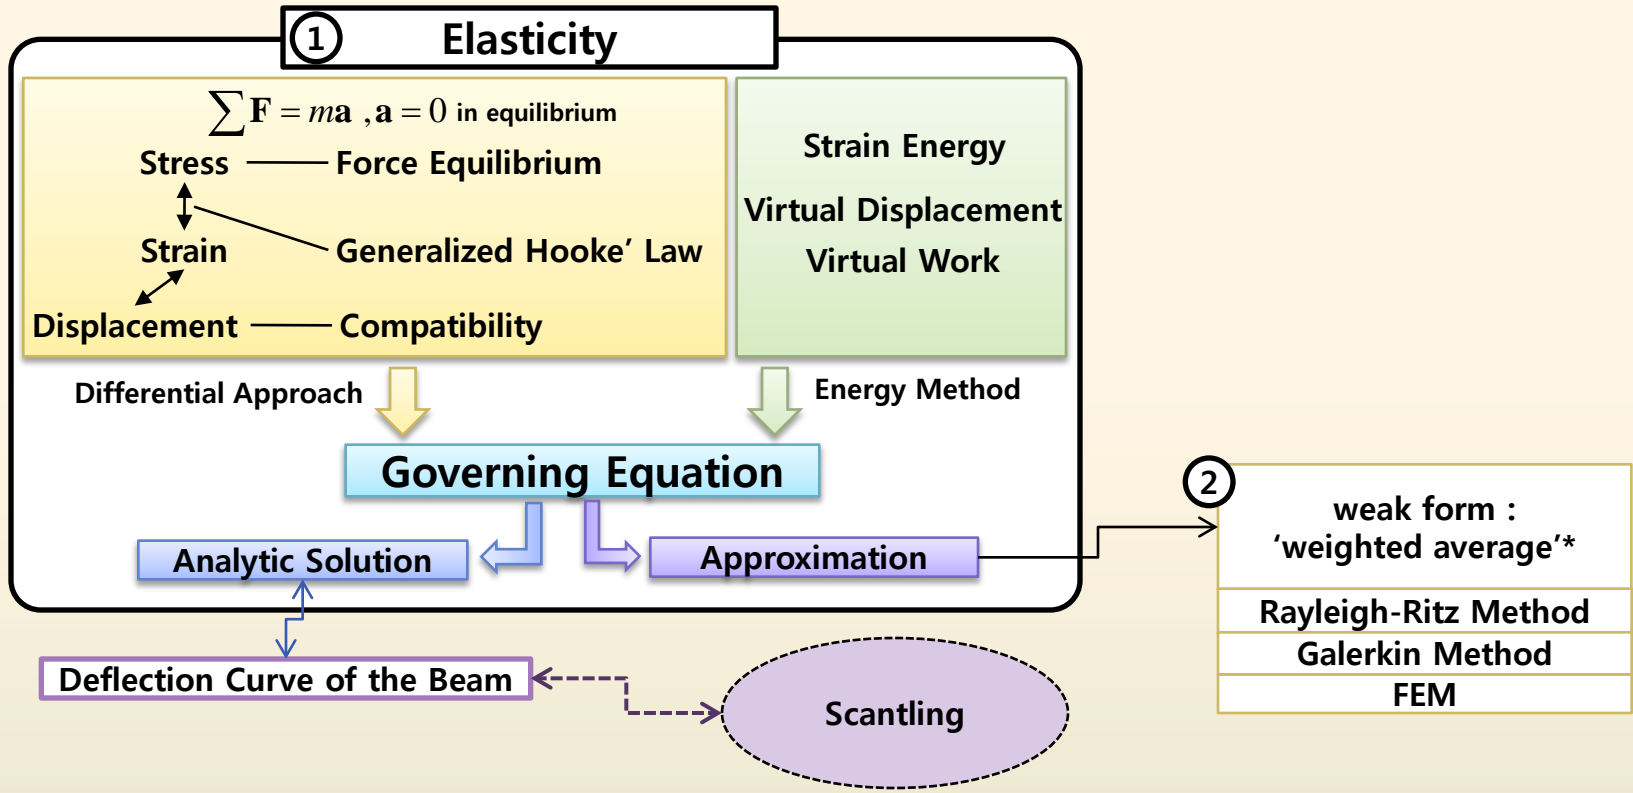 ① Elasticity
∑F = ma , a = 0 in equilibrium
Stress
Force Equilibrium
Strain
Generalized Hooke’ Law
Displacement
Compatibility
Strain Energy
Virtual Displacement
Virtual Work
Differential Approach
Energy Method
Governing Equation
Analytic Solution
Approximation
Deflection Curve of the Beam
Scantling
②
weak form :
‘weighted average’*
Rayleigh-Ritz Method
Galerkin Method
FEM